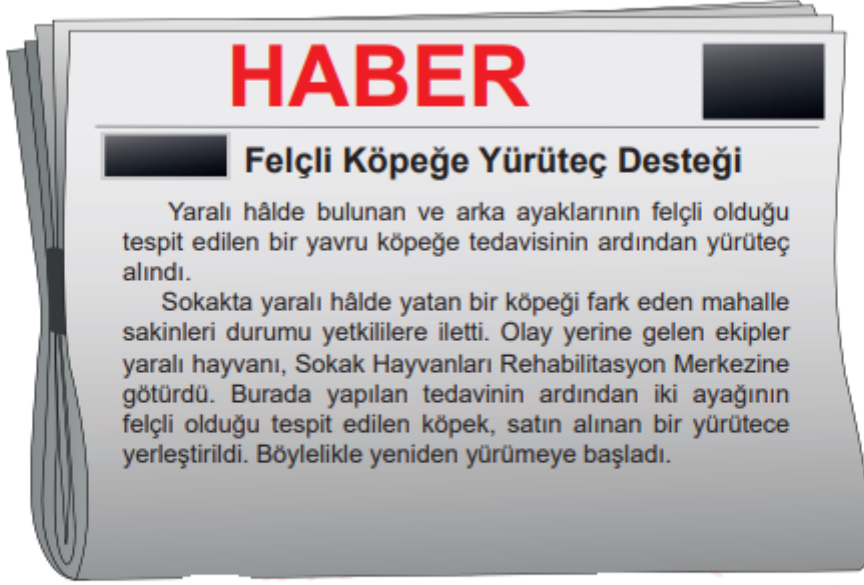 HABER
Felçli Köpeğe Yürüteç Desteği
Yaralı hâlde bulunan ve arka ayaklarının felçli olduğu
tespit edilen bir yavru köpeğe tedavisinin ardından yürüteç
alındı.
Sokakta yaralı hâlde yatan bir köpeği fark eden mahalle
sakinleri durumu yetkililere iletti. Olay yerine gelen ekipler
yaralı hayvanı, Sokak Hayvanları Rehabilitasyon Merkezine
götürdü. Burada yapılan tedavinin ardından iki ayağının
felçli olduğu tespit edilen köpek, satın alınan bir yürütece
yerleştirildi. Böylelikle yeniden yürümeye başladı.